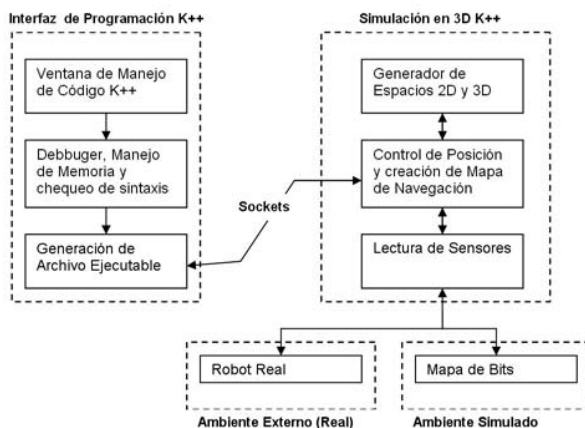 Interfaz de Programación K++
Ventana de Manejo
de Código K++
Debbuger, Manejo
de Memoria y
chequeo de sintaxis
Generación de
Archivo Ejecutable
Sockets
Simulación en 3D K++
Generador de
Espacios 2D y 3D
Control de Posición
y creación de Mapa
de Navegación
Lectura de Sensores
Robot Real
Ambiente Externo (Real)
Mapa de Bits
Ambiente Simulado